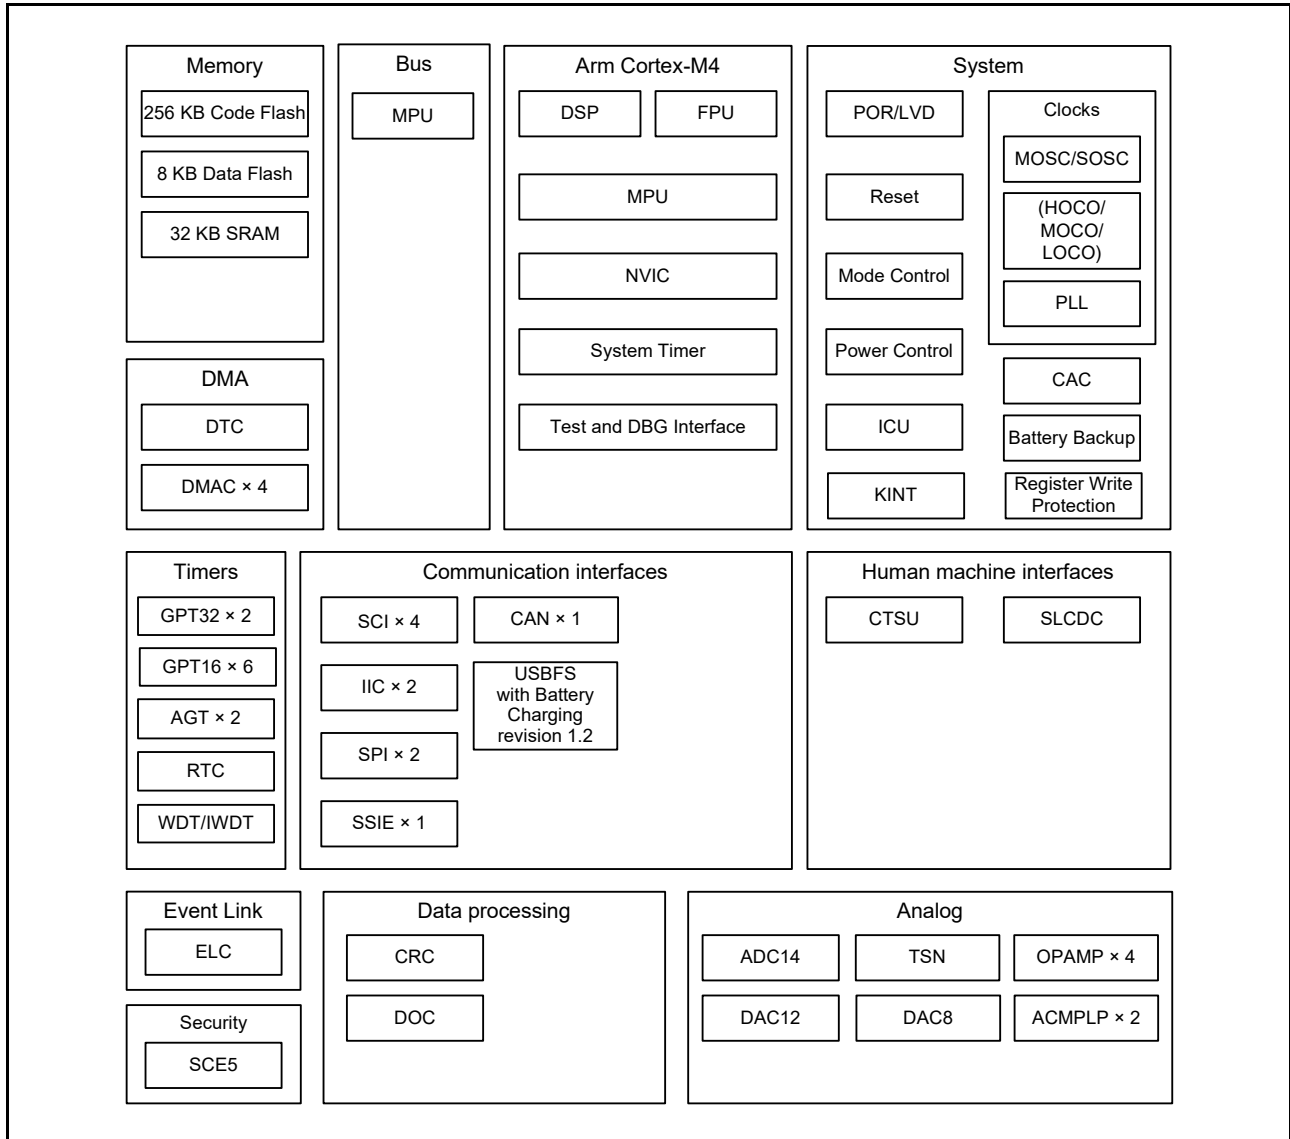 Memory
256 KB Code Flash
8 KB Data Flash
32 KB SRAM
DMA
DTC
DMAC × 4
Bus
MPU
Arm Cortex-M4
DSP
FPU
MPU
NVIC
System Timer
Test and DBG Interface
System
POR/LVD
Reset
Mode Control
Power Control
ICU
KINT
Clocks
MOSC/SOSC
(HOCO/
MOCO/
LOCO)
PLL
CAC
Battery Backup
Register Write
Protection
Timers
GPT32 × 2
GPT16 × 6
AGT × 2
RTC
WDT/IWDT
Communication interfaces
SCI × 4
IIC × 2
SPI × 2
SSIE × 1
CAN × 1
USBFS
with Battery
Charging
revision 1.2
Human machine interfaces
CTSU
SLCDC
Event Link
ELC
Security
SCE5
Data processing
CRC
DOC
Analog
ADC14
TSN
OPAMP × 4
DAC12
DAC8
ACMPLP × 2